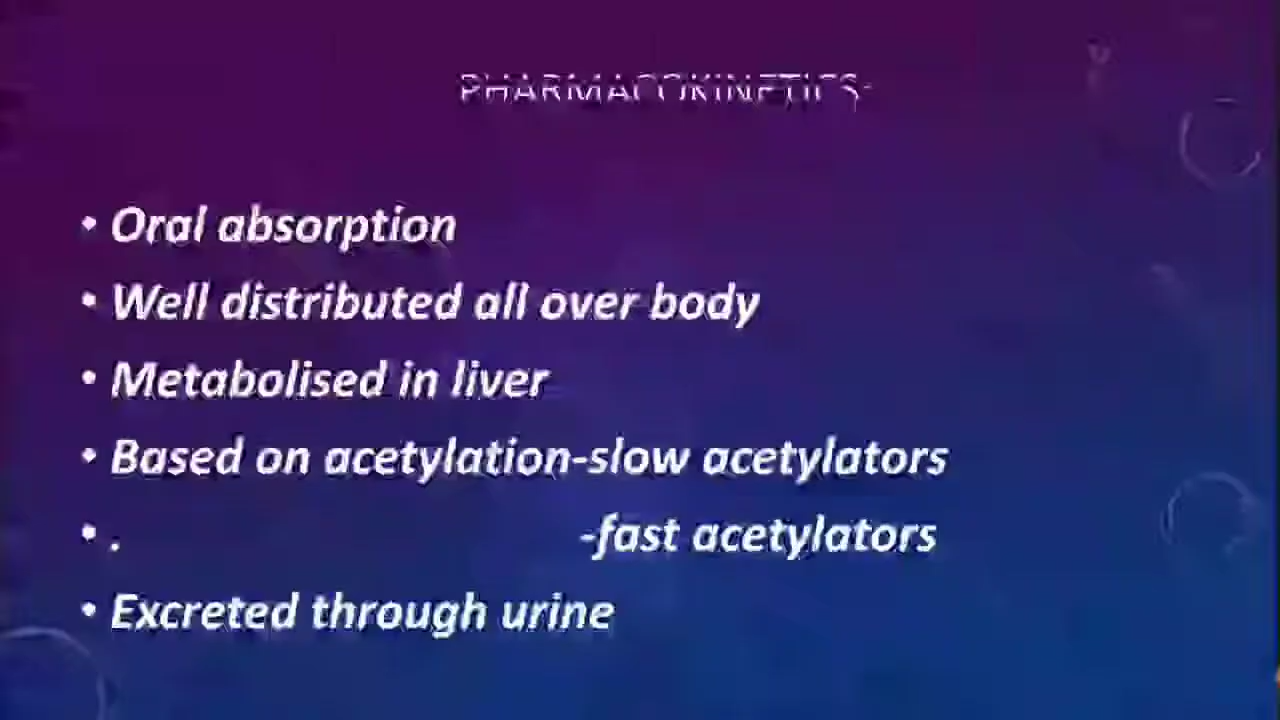 PHARMACOKINETICS-
• Oral absorption
• Well distributed all over body
• Metabolised in liver
• Based on acetylation-slow acetylators
• . -fast acetylators
• Excreted through urine